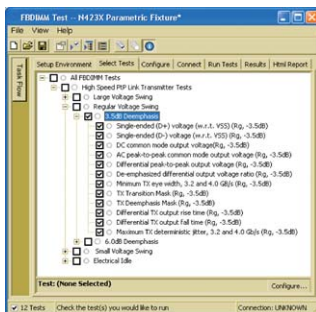 FBDIMM Test -- N423X Parametric Fixture*
File View Help
Task Flow
Setup Environment Select Tests Configure Connect Run Tests Results Html Report
All FBDIMM Tests
High Speed PtP Link Transmitter Tests
Large Voltage Swing
Regular Voltage Swing
3.5dB Deemphasis
Single-ended (D+) voltage (w.r.t. VSS) (Rg, -3.5dB)
Single-ended (D-) voltage (w.r.t. VSS) (Rg, -3.5dB)
DC common mode output voltage(Rg, -3.5dB)
AC peak-to-peak common mode output voltage(Rg, -3.5dB)
Differential peak-to-peak output voltage (Rg, -3.5dB)
De-emphasized differential output voltage ratio (Rg, -3.5dB)
Minimum TX eye width, 3.2 and 4.0 Gb/s (Rg, -3.5dB)
TX Transition Mask (Rg, -3.5dB)
TX Deemphasis Mask (Rg, -3.5dB)
Differential TX output rise time (Rg, -3.5dB)
Differential TX output fall time (Rg, -3.5dB)
Maximum TX deterministic jitter, 3.2 and 4.0 Gb/s (Rg, -3.5dB)
6.0dB Deemphasis
Small Voltage Swing
Electrical Idle
Test: (None Selected)
Configure...
12 Tests Check the test(s) you would like to run Connection: UNKNOWN